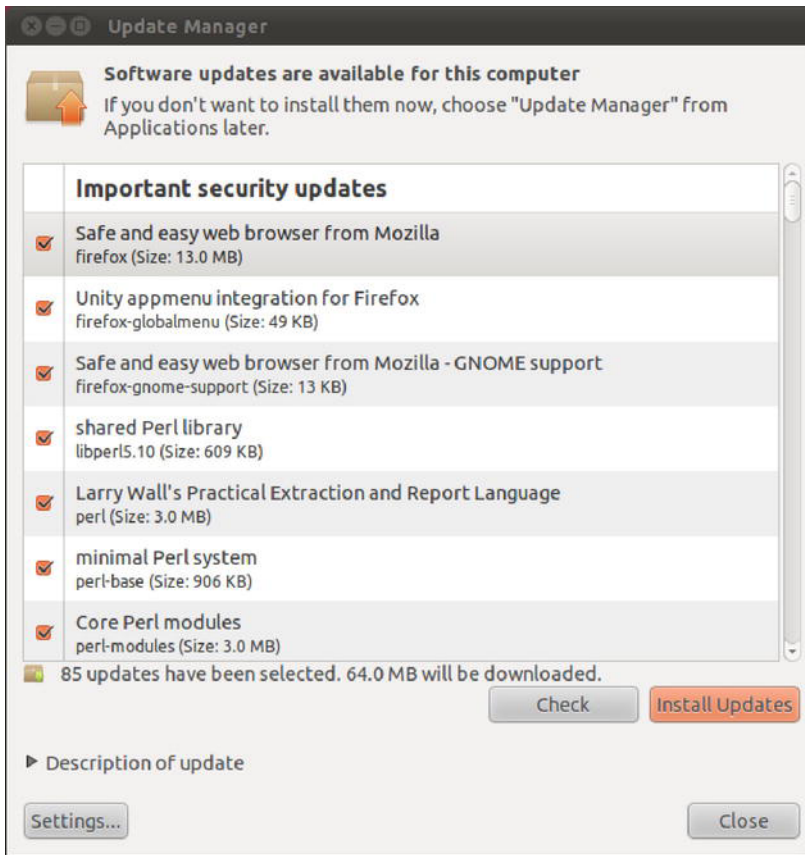 Update Manager
Software updates are available for this computer
If you don't want to install them now, choose "Update Manager" from
Applications later.
Important security updates
Safe and easy web browser from Mozilla
firefox (Size: 13.0 MB)
Unity appmenu integration for Firefox
firefox-globalmenu (Size: 49 KB)
Safe and easy web browser from Mozilla - GNOME support
firefox-gnome-support (Size: 13 KB)
shared Perl library
libperl5.10 (Size: 609 KB)
Larry Wall's Practical Extraction and Report Language
perl (Size: 3.0 MB)
minimal Perl system
perl-base (Size: 906 KB)
Core Perl modules
perl-modules (Size: 3.0 MB)
85 updates have been selected. 64.0 MB will be downloaded.
Check
Install Updates
Description of update
Settings...
Close